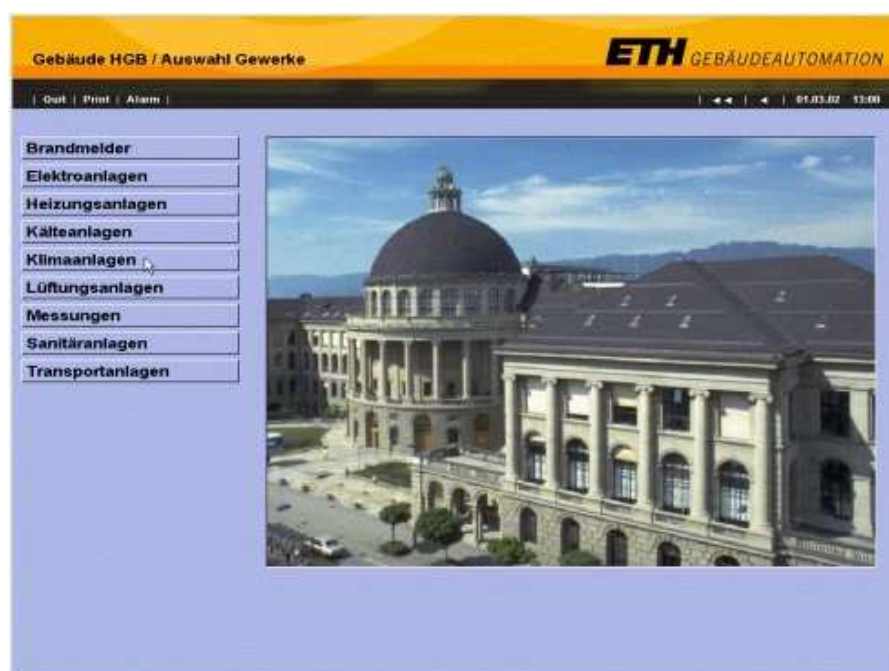 Gebäude HGB / Auswahl Gewerke
ETH GEBÄUDEAUTOMATION
| Quit | Print | Alarm |
| ◄◄ | ◄ | 01.03.02 13:00
Brandmelder
Elektroanlagen
Heizungsanlagen
Kälteanlagen
Klimaanlagen
Lüftungsanlagen
Messungen
Sanitäranlagen
Transportanlagen